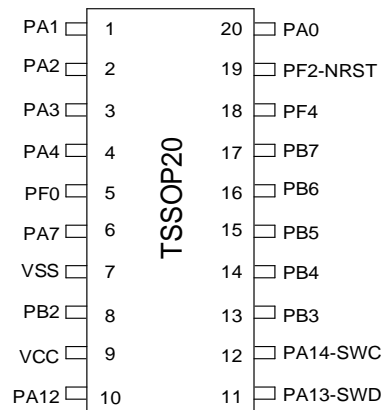 PA1 1 20 PA0
PA2 2 19 PF2-NRST
PA3 3 18 PF4
PA4 4 17 PB7
PF0 5 16 PB6
PA7 6 15 PB5
VSS 7 14 PB4
PB2 8 13 PB3
VCC 9 12 PA14-SWC
PA12 10 11 PA13-SWD
TSSOP20